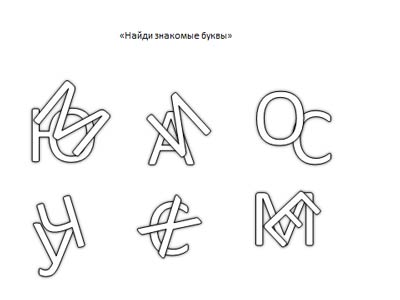 «Найди знакомые буквы»
Ю И А О С
У Ч С Х М